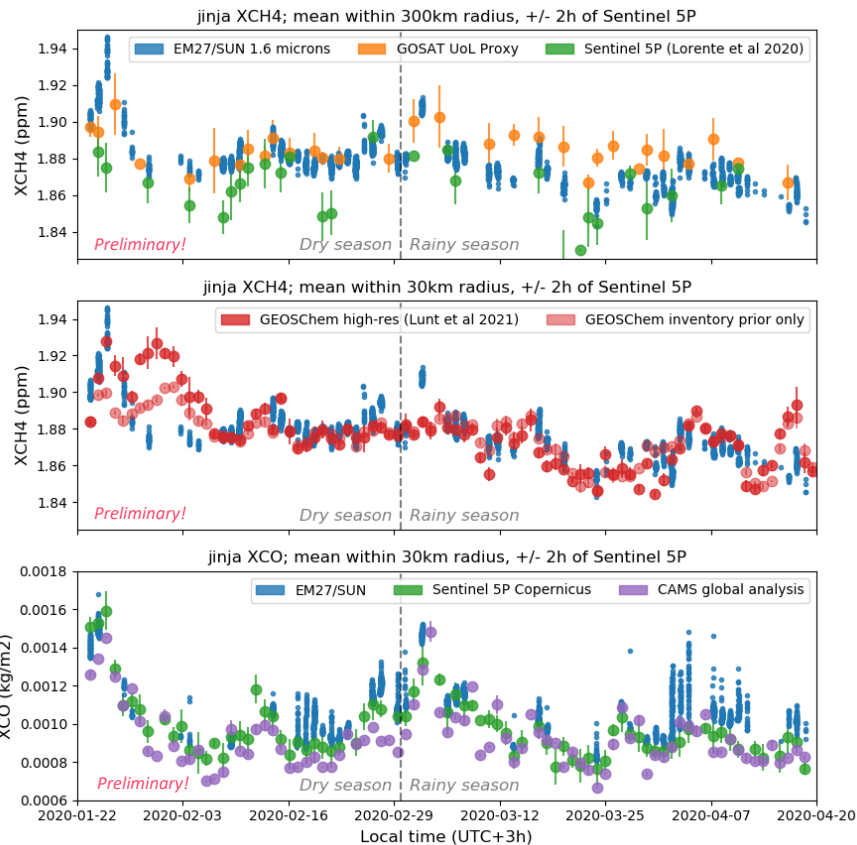 jinja XCH4; mean within 300km radius, +/- 2h of Sentinel 5P
EM27/SUN 1.6 microns GOSAT UoL Proxy Sentinel 5P (Lorente et al 2020)
1.94
1.92
1.90
1.88
1.86
1.84
XCH4 (ppm)
Preliminary! Dry season Rainy season
jinja XCH4; mean within 30km radius, +/- 2h of Sentinel 5P
GEOSChem high-res (Lunt et al 2021) GEOSChem inventory prior only
1.94
1.92
1.90
1.88
1.86
1.84
XCH4 (ppm)
Preliminary! Dry season Rainy season
jinja XCO; mean within 30km radius, +/- 2h of Sentinel 5P
EM27/SUN Sentinel 5P Copernicus CAMS global analysis
0.0018
0.0016
0.0014
0.0012
0.0010
0.0008
0.0006
XCO (kg/m2)
Preliminary! Dry season Rainy season
2020-01-22 2020-02-03 2020-02-16 2020-02-29 2020-03-12 2020-03-25 2020-04-07 2020-04-20
Local time (UTC+3h)